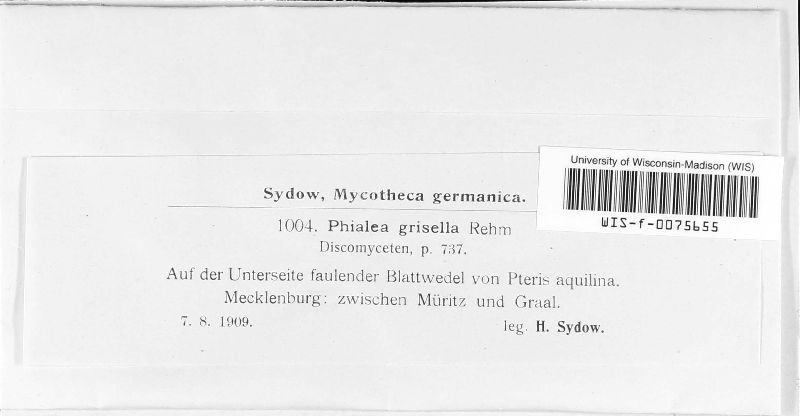 University of Wisconsin-Madison (WIS)
WIS-f-0075655
Sydow, Mycotheca germanica.
1004. Phialea grisella Rehm
Discomyceten, p. 737.
Auf der Unterseite faulender Blattwedel von Pteris aquilina.
Mecklenburg: zwischen Müritz und Graal.
7. 8. 1909. leg. H. Sydow.